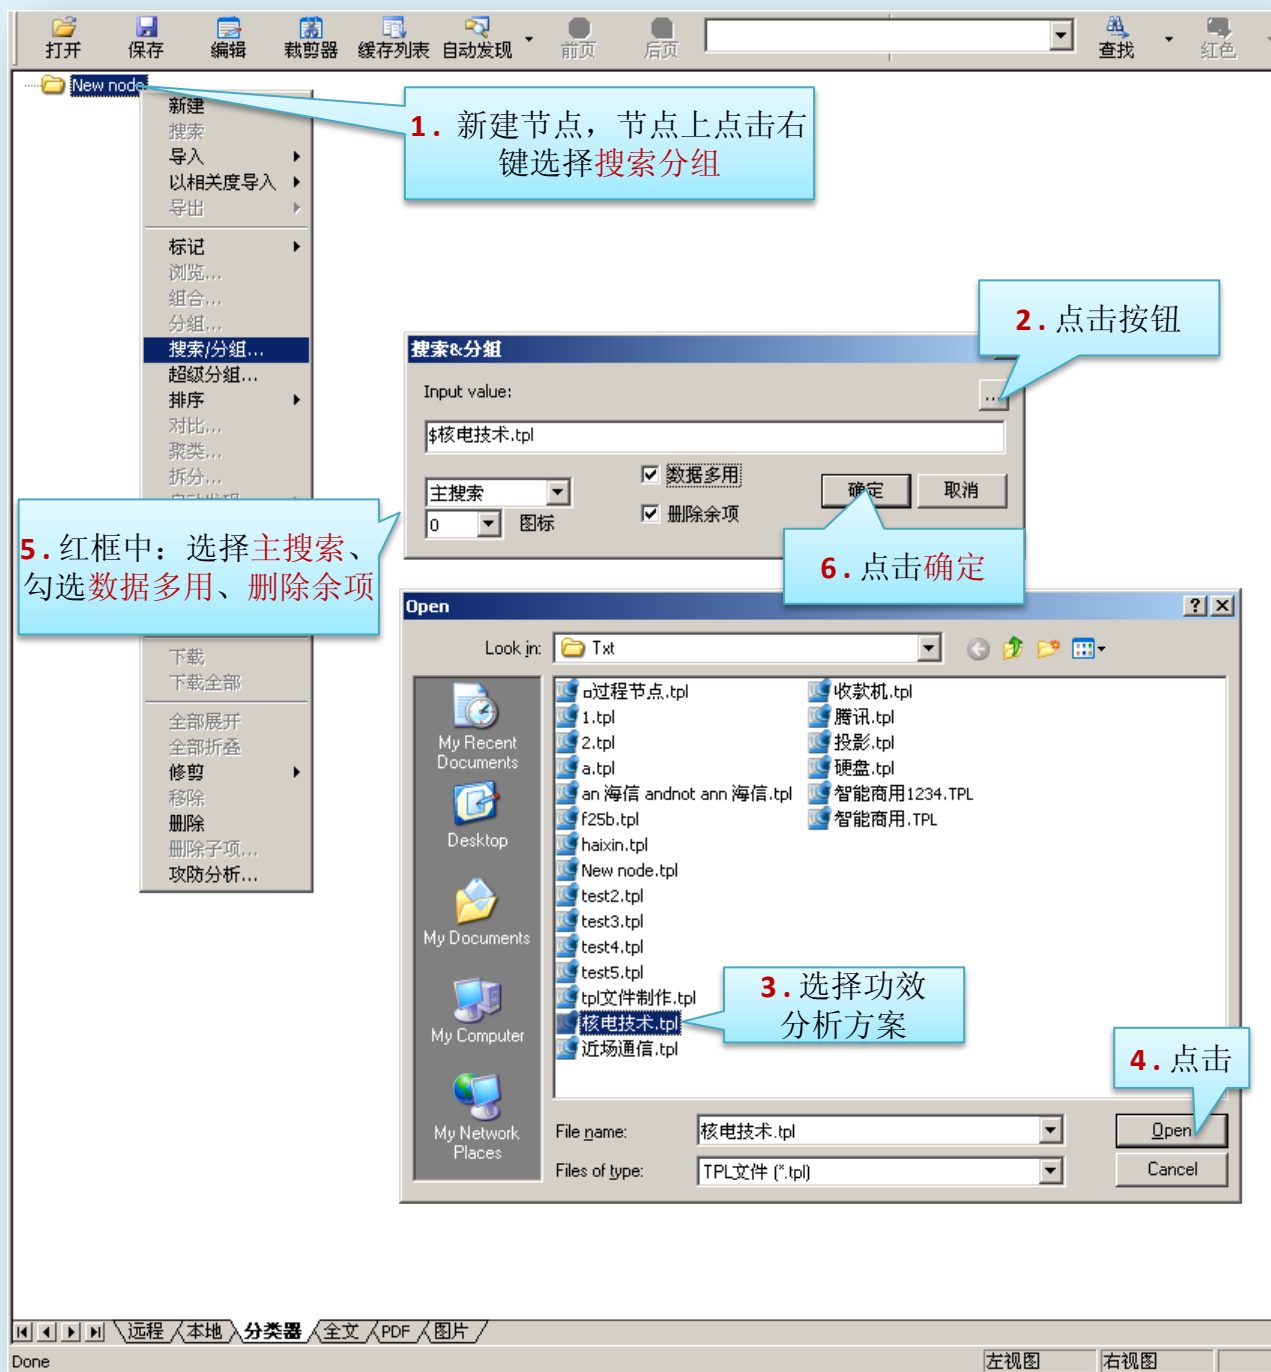 打开 保存 编辑 裁剪器 缓存列表 自动发现 前页 后页 查找 红色
New node
新建
搜索
导入
以相关度导入
导出
标记
浏览...
组合...
分组...
搜索/分组...
超级分组...
排序
对比...
聚类...
拆分...
下载
下载全部
全部展开
全部折叠
修剪
移除
删除
删除子项...
攻防分析...
1. 新建节点，节点上点击右
键选择搜索分组
2.点击按钮
搜索&分组
Input value:
...
$核电技术.tpl
主搜索
数据多用
确定
取消
0
图标
删除余项
5.红框中：选择主搜索、
勾选数据多用、删除余项
6.点击确定
Open
Look in:
Txt
My Recent
Documents
Desktop
My Documents
My Computer
My Network
Places
过程节点.tpl
1.tpl
2.tpl
a.tpl
an 海信 andnot ann 海信.tpl
f25b.tpl
haixin.tpl
New node.tpl
test2.tpl
test3.tpl
test4.tpl
test5.tpl
tpl文件制作.tpl
核电技术.tpl
近场通信.tpl
收款机.tpl
腾讯.tpl
投影.tpl
硬盘.tpl
智能商用1234.TPL
智能商用.TPL
3.选择功效
分析方案
4.点击
File name:
核电技术.tpl
Open
Files of type:
TPL文件 (*.tpl)
Cancel
远程 本地 分类器 全文 PDF 图片
Done
左视图
右视图